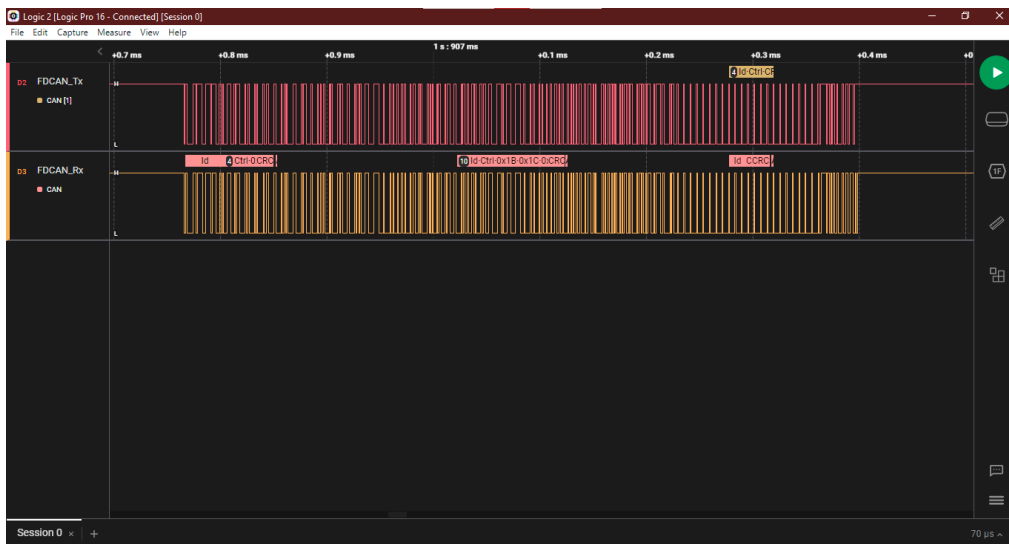 Logic 2 [Logic Pro 16 - Connected] [Session 0]
File Edit Capture Measure View Help
1 s : 907 ms
+0.7 ms +0.8 ms +0.9 ms +0.1 ms +0.2 ms +0.3 ms +0.4 ms +0
D2 FDCAN_Tx
H
4 Id·Ctrl·CF
CAN [1]
L
Id 4 Ctrl·0CRC 10 Id·Ctrl·0x1B·0x1C·0CRC Id CCRC
D3 FDCAN_Rx
H
1F
CAN
L
Session 0 × +
70 µs